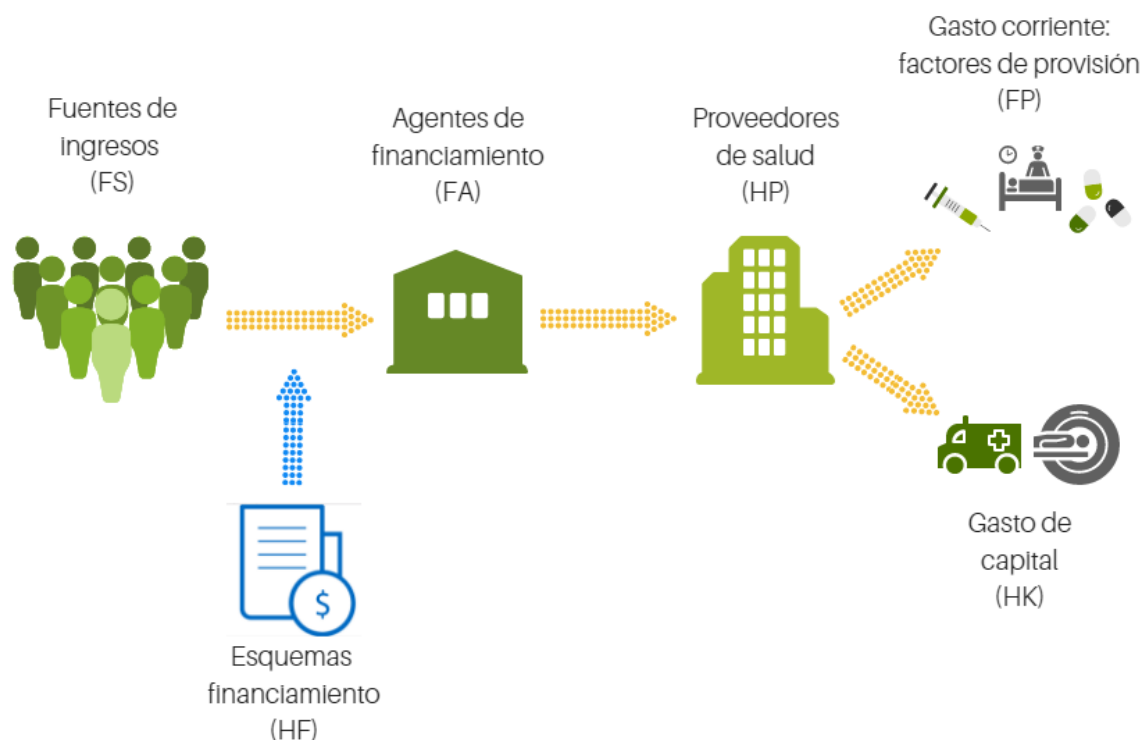 Fuentes de
ingresos
(FS)
Agentes de
financiamiento
(FA)
Proveedores
de salud
(HP)
Gasto corriente:
factores de provisión
(FP)
$
Esquemas
financiamiento
(HF)
Gasto de
capital
(HK)